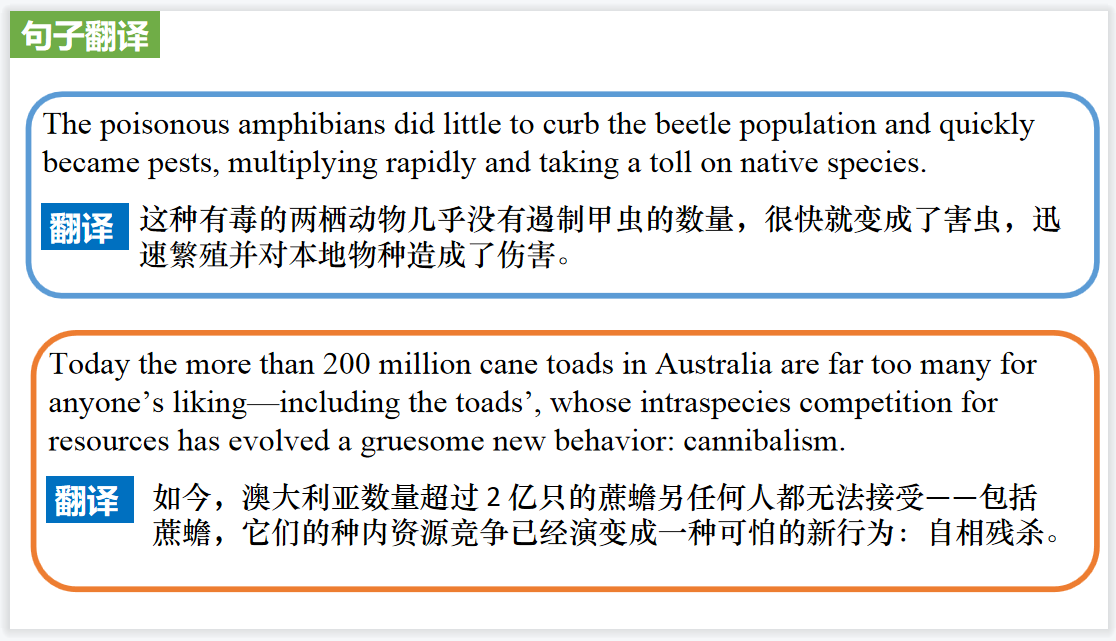 句子翻译
The poisonous amphibians did little to curb the beetle population and quickly
became pests, multiplying rapidly and taking a toll on native species.
翻译
这种有毒的两栖动物几乎没有遏制甲虫的数量，很快就变成了害虫，迅
速繁殖并对本地物种造成了伤害。
Today the more than 200 million cane toads in Australia are far too many for
anyone’s liking—including the toads’, whose intraspecies competition for
resources has evolved a gruesome new behavior: cannibalism.
翻译
如今，澳大利亚数量超过 2 亿只的蔗蟾另任何人都无法接受——包括
蔗蟾，它们的种内资源竞争已经演变成一种可怕的新行为：自相残杀。